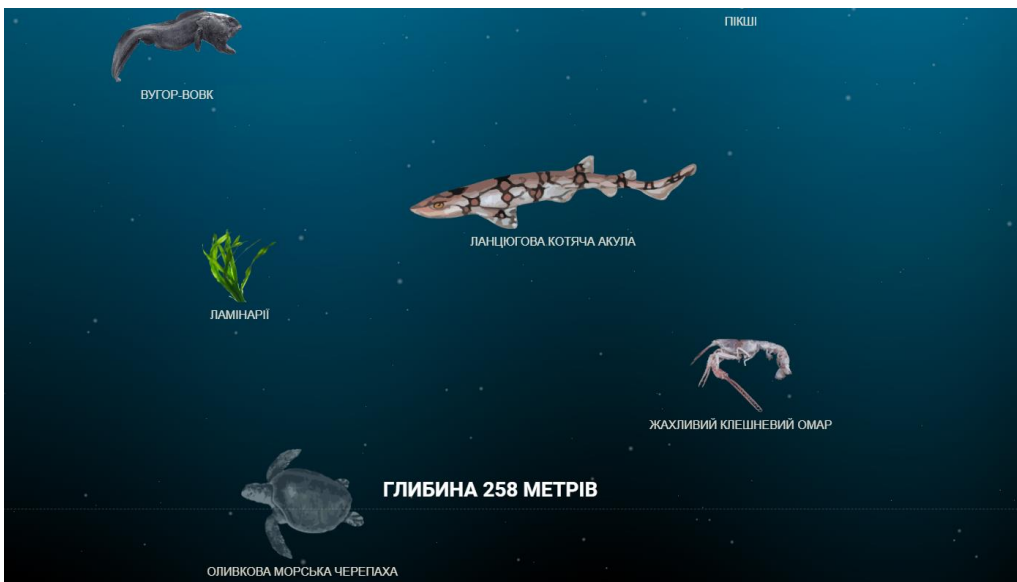 ПІКШІ
ВУГОР-ВОВК
ЛАНЦЮГОВА КОТЯЧА АКУЛА
ЛАМІНАРІЇ
ЖАХЛИВИЙ КЛЕШНЕВИЙ ОМАР
ГЛИБИНА 258 МЕТРІВ
ОЛИВКОВА МОРСЬКА ЧЕРЕПАХА